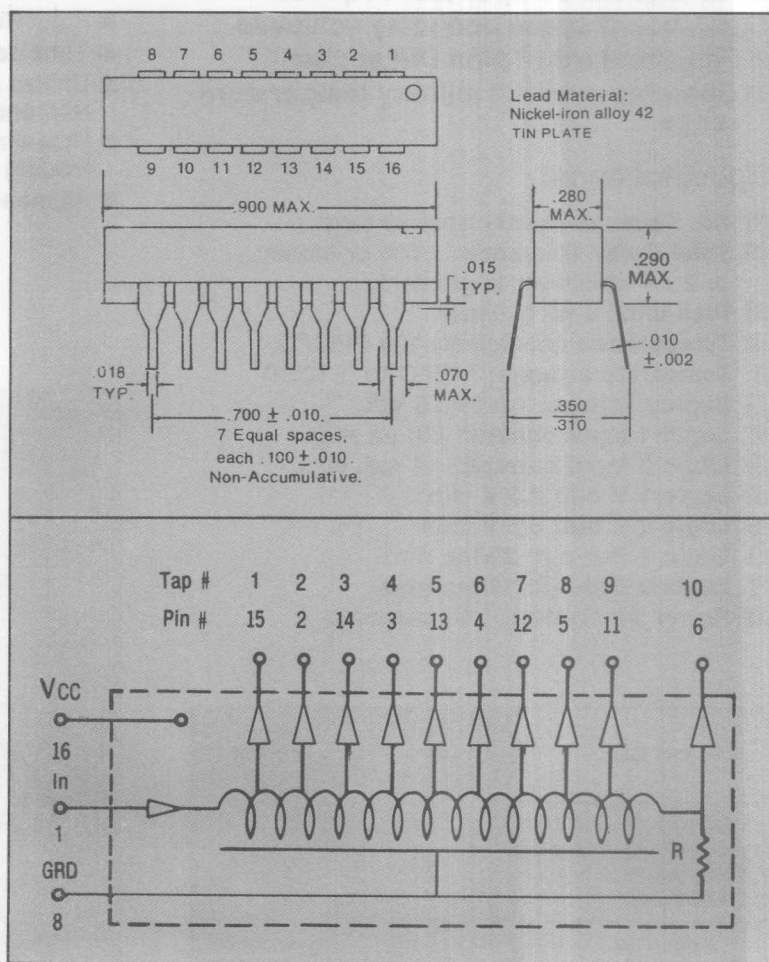 8 7 6 5 4 3 2 1
Lead Material:
Nickel-iron alloy 42
TIN PLATE
9 10 11 12 13 14 15 16
.900 MAX.
.280
MAX.
.015
TYP.
.290
MAX.
.018
TYP.
.070
MAX.
.010
±.002
.700 ± .010.
7 Equal spaces,
each .100 ±.010.
Non-Accumulative.
.350
.310
Tap # 1 2 3 4 5 6 7 8 9 10
Pin # 15 2 14 3 13 4 12 5 11 6
VCC
16
In
1
R
GRD
8